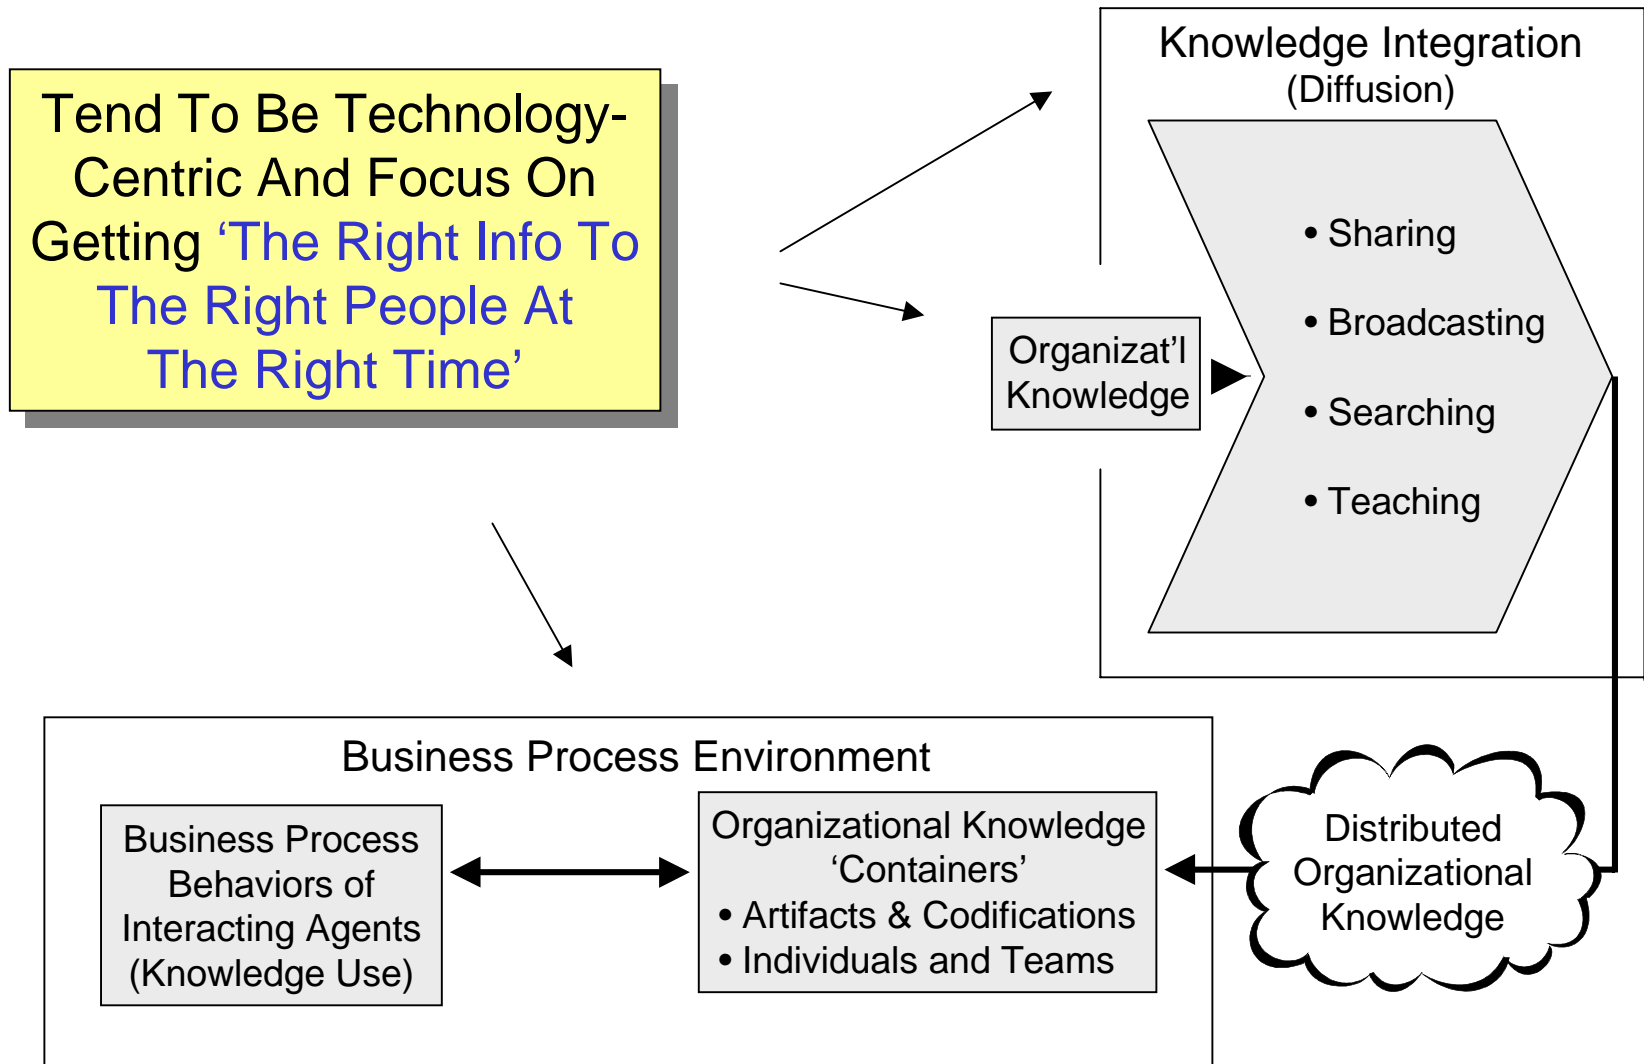 Tend To Be Technology-
Centric And Focus On
Getting ‘The Right Info To
The Right People At
The Right Time’
Knowledge Integration
(Diffusion)
Organizat’l
Knowledge
• Sharing
• Broadcasting
• Searching
• Teaching
Business Process Environment
Business Process
Behaviors of
Interacting Agents
(Knowledge Use)
Organizational Knowledge
‘Containers’
• Artifacts & Codifications
• Individuals and Teams
Distributed
Organizational
Knowledge